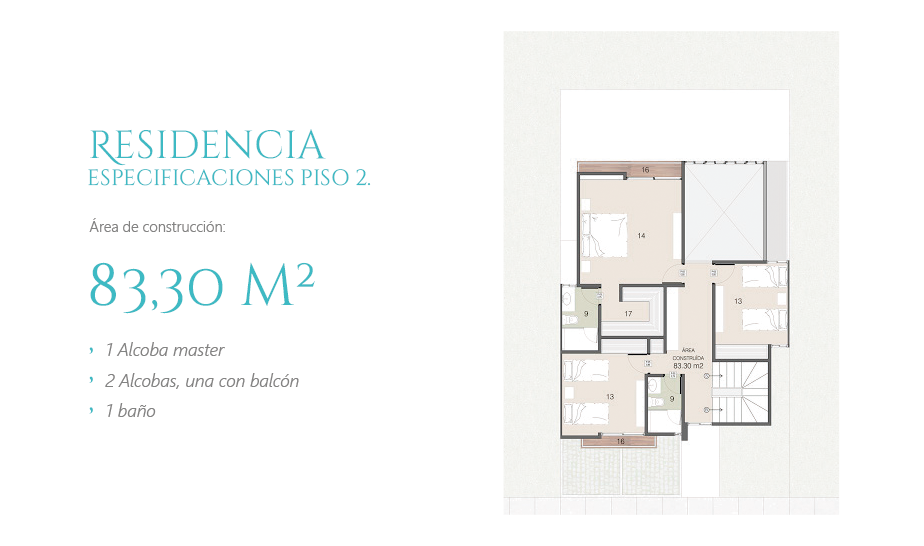 RESIDENCIA
ESPECIFICACIONES PISO 2.
Área de construcción:
83,30 M²
1 Alcoba master
2 Alcobas, una con balcón
1 baño
16
14
13
9
17
ÁREA
CONSTRUÍDA
83.30 m2
13
9
16